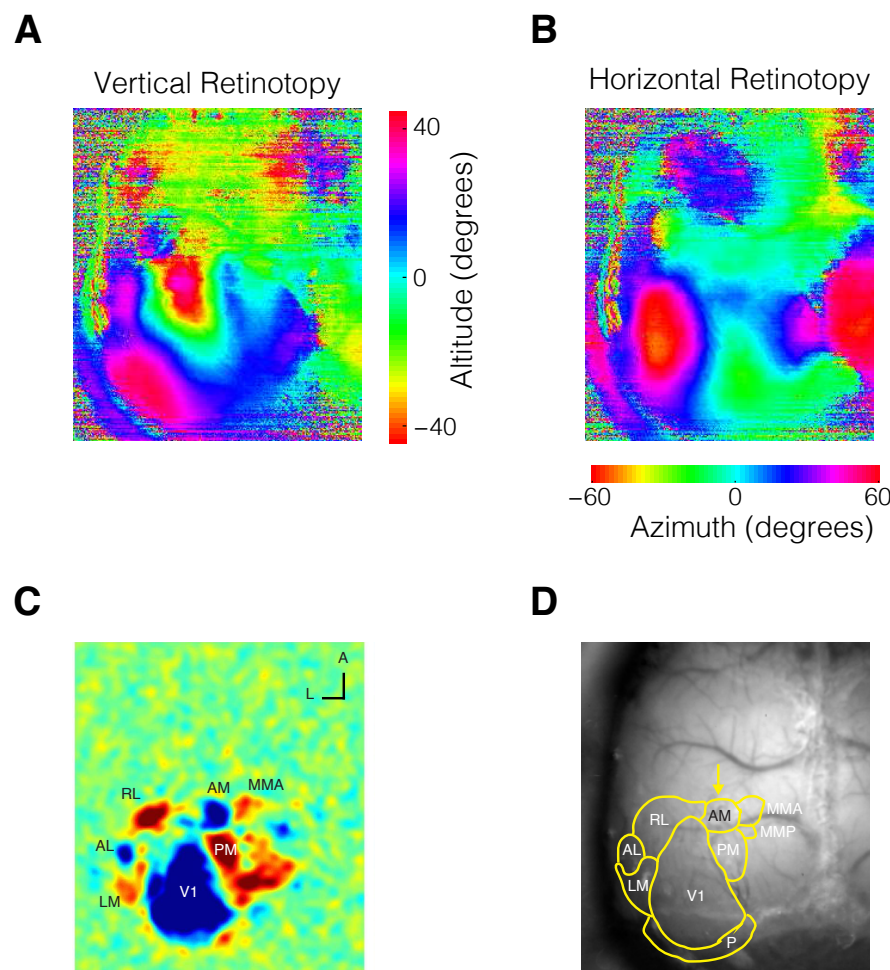 A
B
Vertical Retinotopy
Horizontal Retinotopy
40
0
−40
Altitude (degrees)
−60
0
60
Azimuth (degrees)
C
D
A
L
RL
AM
MMA
AL
PM
V1
LM
AM
MMA
RL
MMP
AL
PM
LM
V1
P